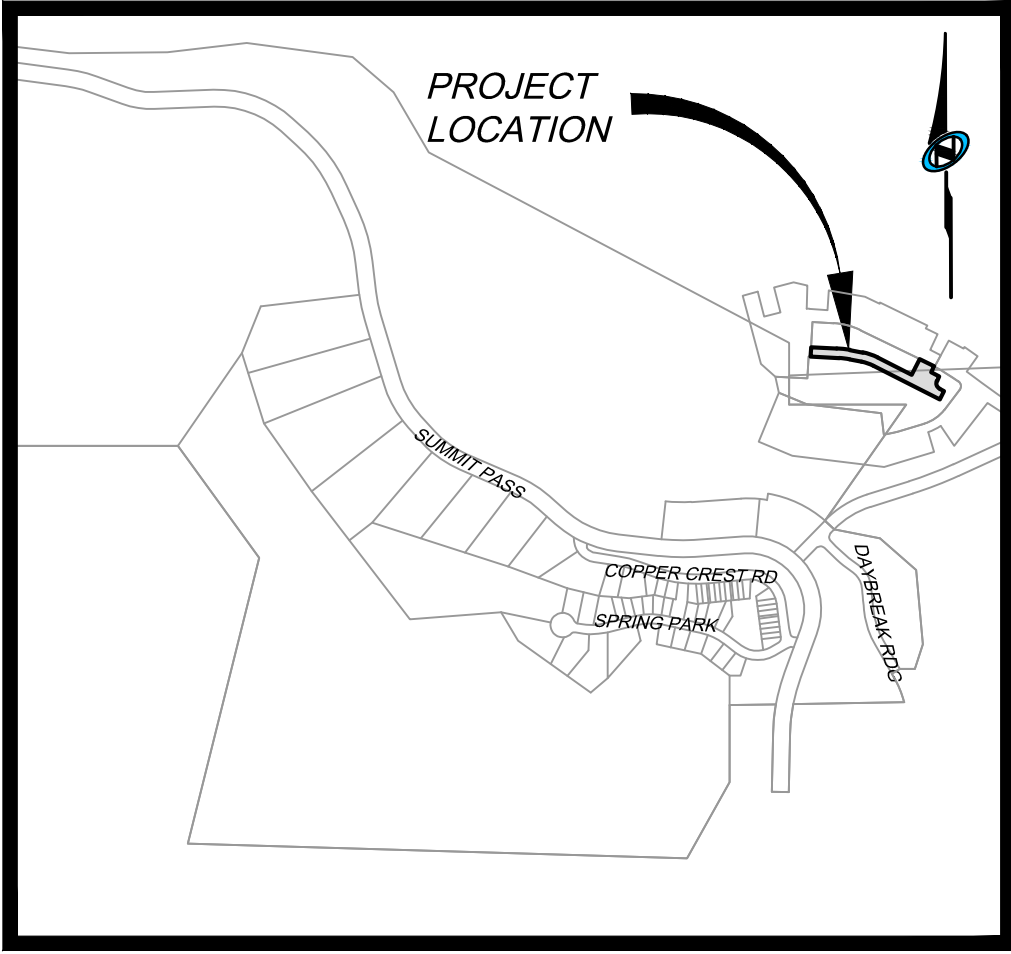 PROJECT
LOCATION
N
SUMMIT PASS
COPPER CREST RD
SPRING PARK
DAYBREAK RDG